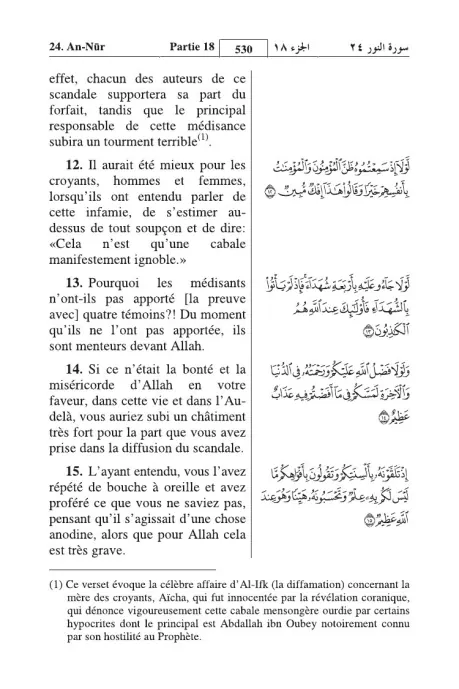 24. An-Nūr Partie 18 530 الجزء ١٨ سورة النور ٢٤
effet, chacun des auteurs de ce
scandale supportera sa part du
forfait, tandis que le principal
responsable de cette médisance
subira un tourment terrible(1).
12. Il aurait été mieux pour les
croyants, hommes et femmes,
lorsqu'ils ont entendu parler de
cette infamie, de s'estimer au-
dessus de tout soupçon et de dire:
«Cela n'est qu'une cabale
manifestement ignoble.»
لَّوْلَآ إِذْ سَمِعْتُمُوهُ ظَنَّ ٱلْمُؤْمِنُونَ وَٱلْمُؤْمِنَٰتُ
بِأَنفُسِهِمْ خَيْرًا وَقَالُوا۟ هَٰذَآ إِفْكٌ مُّبِينٌ ١٢
13. Pourquoi les médisants
n'ont-ils pas apporté [la preuve
avec] quatre témoins?! Du moment
qu'ils ne l'ont pas apportée, ils
sont menteurs devant Allah.
لَّوْلَا جَآءُو عَلَيْهِ بِأَرْبَعَةِ شُهَدَآءَ ۚ فَإِذْ لَمْ يَأْتُوا۟
بِٱلشُّهَدَآءِ فَأُو۟لَٰٓئِكَ عِندَ ٱللَّهِ هُمُ
ٱلْكَٰذِبُونَ ١٣
14. Si ce n'était la bonté et la
miséricorde d'Allah en votre
faveur, dans cette vie et dans l'Au-
delà, vous auriez subi un châtiment
très fort pour la part que vous avez
prise dans la diffusion du scandale.
وَلَوْلَا فَضْلُ ٱللَّهِ عَلَيْكُمْ وَرَحْمَتُهُۥ فِى ٱلدُّنْيَا
وَٱلْءَاخِرَةِ لَمَسَّكُمْ فِى مَآ أَفَضْتُمْ فِيهِ عَذَابٌ
عَظِيمٌ ١٤
15. L'ayant entendu, vous l'avez
répété de bouche à oreille et avez
proféré ce que vous ne saviez pas,
pensant qu'il s'agissait d'une chose
anodine, alors que pour Allah cela
est très grave.
إِذْ تَلَقَّوْنَهُۥ بِأَلْسِنَتِكُمْ وَتَقُولُونَ بِأَفْوَاهِكُم مَّا
لَيْسَ لَكُم بِهِۦ عِلْمٌ وَتَحْسَبُونَهُۥ هَيِّنًا وَهُوَ عِندَ
ٱللَّهِ عَظِيمٌ ١٥
(1) Ce verset évoque la célèbre affaire d'Al-Ifk (la diffamation) concernant la
mère des croyants, Aïcha, qui fut innocentée par la révélation coranique,
qui dénonce vigoureusement cette cabale mensongère ourdie par certains
hypocrites dont le principal est Abdallah ibn Oubey notoirement connu
par son hostilité au Prophète.